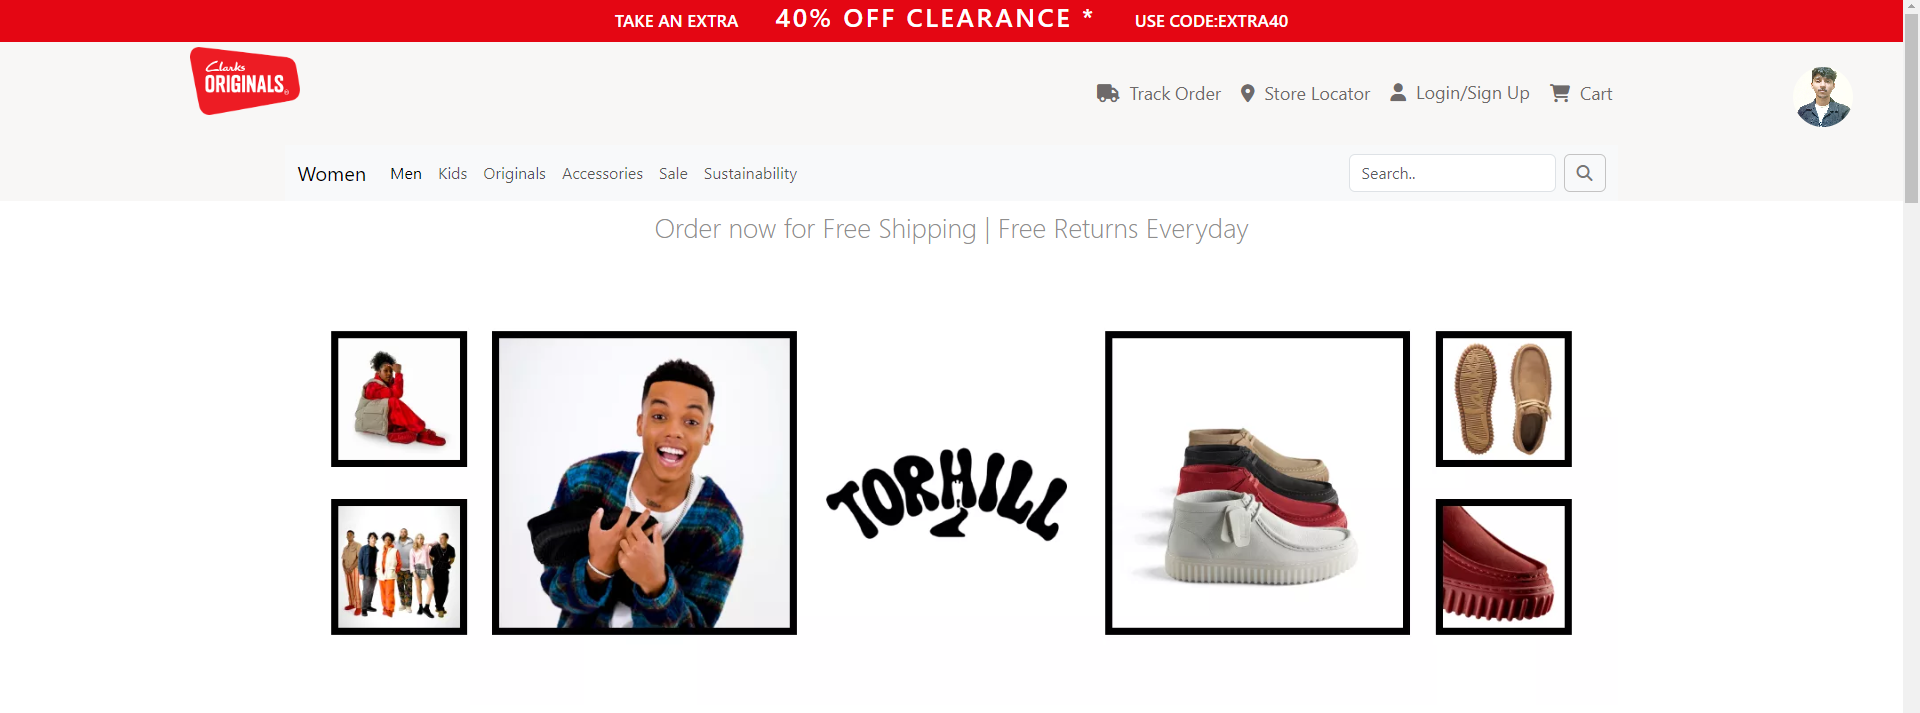 TAKE AN EXTRA 40% OFF CLEARANCE * USE CODE:EXTRA40
Clarks
ORIGINALS
Track Order Store Locator Login/Sign Up Cart
Women Men Kids Originals Accessories Sale Sustainability Search..
Order now for Free Shipping | Free Returns Everyday
TORHILL